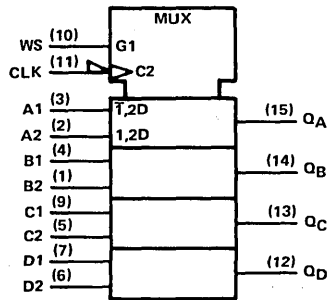 MUX
WS (10) G1
CLK (11) C2
A1 (3) 1̅,2D (15) QA
A2 (2) 1,2D
B1 (4) (14) QB
B2 (1)
C1 (9) (13) QC
C2 (5)
D1 (7) (12) QD
D2 (6)